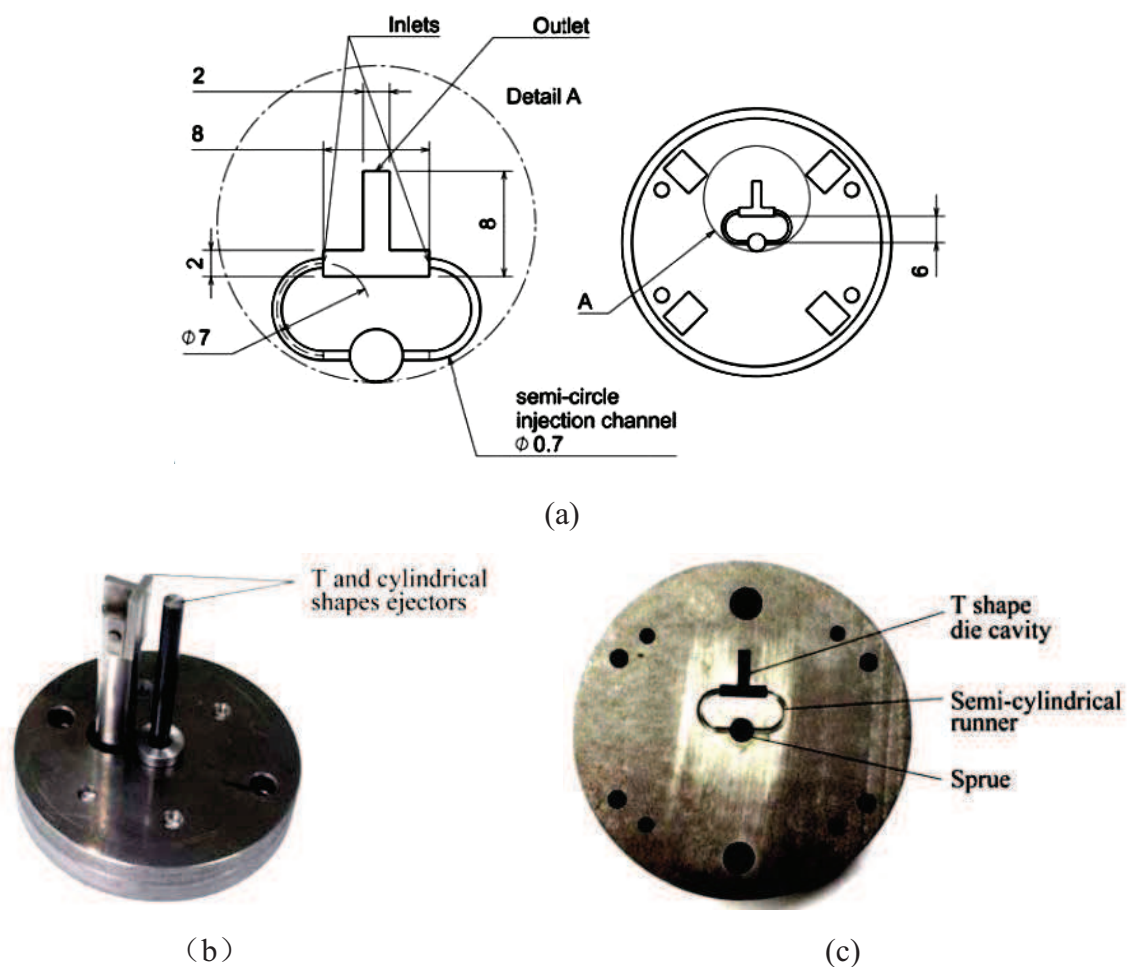 Inlets
Outlet
2
Detail A
8
8
2
6
A
Φ7
semi-circle
injection channel
Φ 0.7
(a)
T and cylindrical
shapes ejectors
T shape
die cavity
Semi-cylindrical
runner
Sprue
（b）
(c)